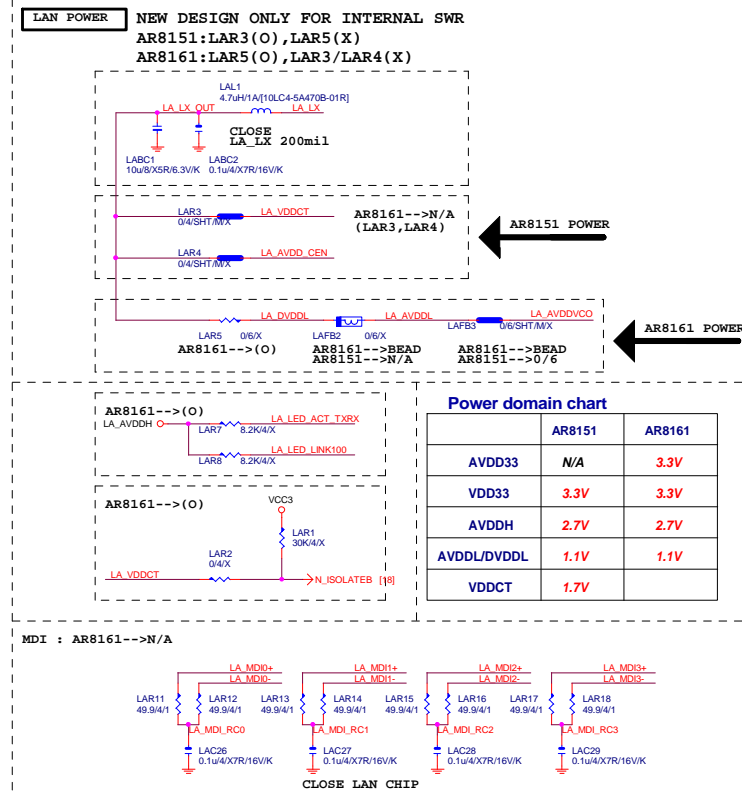 LAN POWER
NEW DESIGN ONLY FOR INTERNAL SWR
AR8151:LAR3(O),LAR5(X)
AR8161:LAR5(O),LAR3/LAR4(X)
LAL1
4.7uH/1A/[10LC4-5A470B-01R]
LA_LX_OUT
LA_LX
CLOSE
LA_LX 200mil
LABC1
10u/8/X5R/6.3V/K
LABC2
0.1u/4/X7R/16V/K
LAR3
0/4/SHT/M/X
LA_VDDCT
AR8161-->N/A
(LAR3,LAR4)
LAR4
0/4/SHT/M/X
LA_AVDD_CEN
AR8151 POWER
LA_DVDDL
LA_AVDDL
LA_AVDDVCO
LAR5
0/6/X
LAFB2
0/6/X
LAFB3
0/6/SHT/M/X
AR8161-->(O)
AR8161-->BEAD
AR8151-->N/A
AR8161-->BEAD
AR8151-->0/6
AR8161 POWER
AR8161-->(O)
LA_AVDDH
LAR7
8.2K/4/X
LA_LED_ACT_TXRX
LAR8
8.2K/4/X
LA_LED_LINK100
AR8161-->(O)
VCC3
LAR1
30K/4/X
LAR2
0/4/X
LA_VDDCT
N_ISOLATEB [18]
Power domain chart
AR8151 AR8161
AVDD33 N/A 3.3V
VDD33 3.3V 3.3V
AVDDH 2.7V 2.7V
AVDDL/DVDDL 1.1V 1.1V
VDDCT 1.7V
MDI : AR8161-->N/A
LA_MDI0+
LA_MDI0-
LAR11
49.9/4/1
LAR12
49.9/4/1
LA_MDI_RC0
LAC26
0.1u/4/X7R/16V/K
LA_MDI1+
LA_MDI1-
LAR13
49.9/4/1
LAR14
49.9/4/1
LA_MDI_RC1
LAC27
0.1u/4/X7R/16V/K
LA_MDI2+
LA_MDI2-
LAR15
49.9/4/1
LAR16
49.9/4/1
LA_MDI_RC2
LAC28
0.1u/4/X7R/16V/K
LA_MDI3+
LA_MDI3-
LAR17
49.9/4/1
LAR18
49.9/4/1
LA_MDI_RC3
LAC29
0.1u/4/X7R/16V/K
CLOSE LAN CHIP